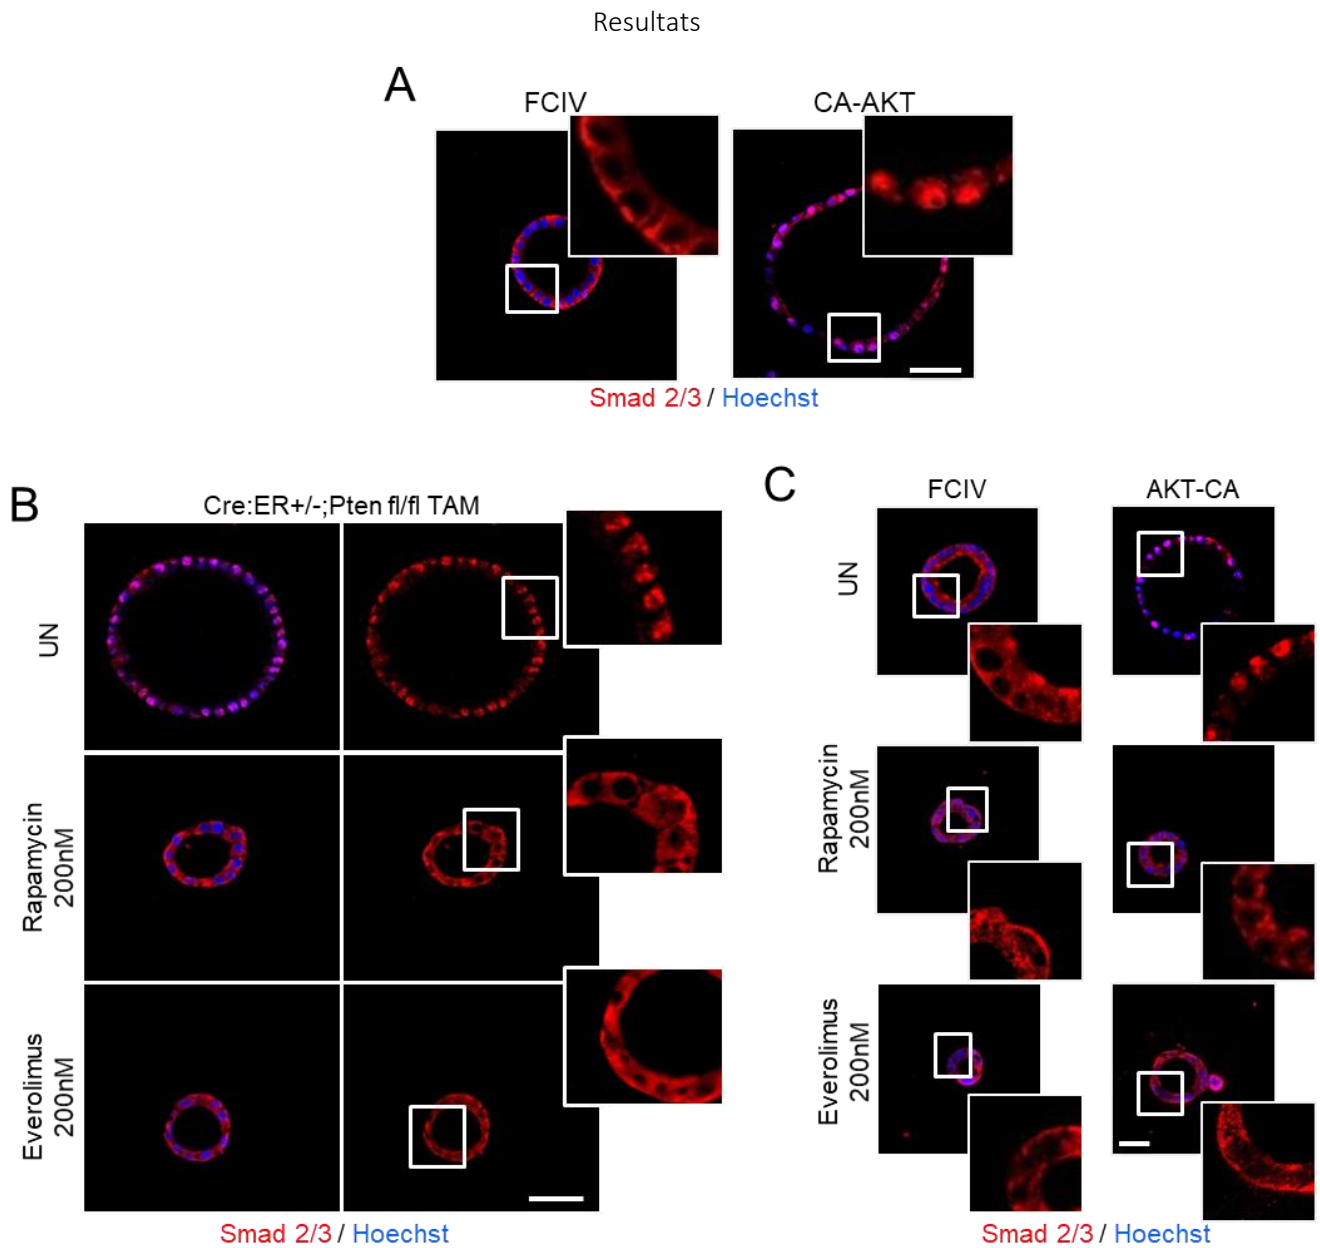 Resultats
A
FCIV
CA-AKT
Smad 2/3 / Hoechst
B
Cre:ER+/-;Pten fl/fl TAM
UN
Rapamycin
200nM
Everolimus
200nM
Smad 2/3 / Hoechst
C
FCIV
AKT-CA
UN
Rapamycin
200nM
Everolimus
200nM
Smad 2/3 / Hoechst